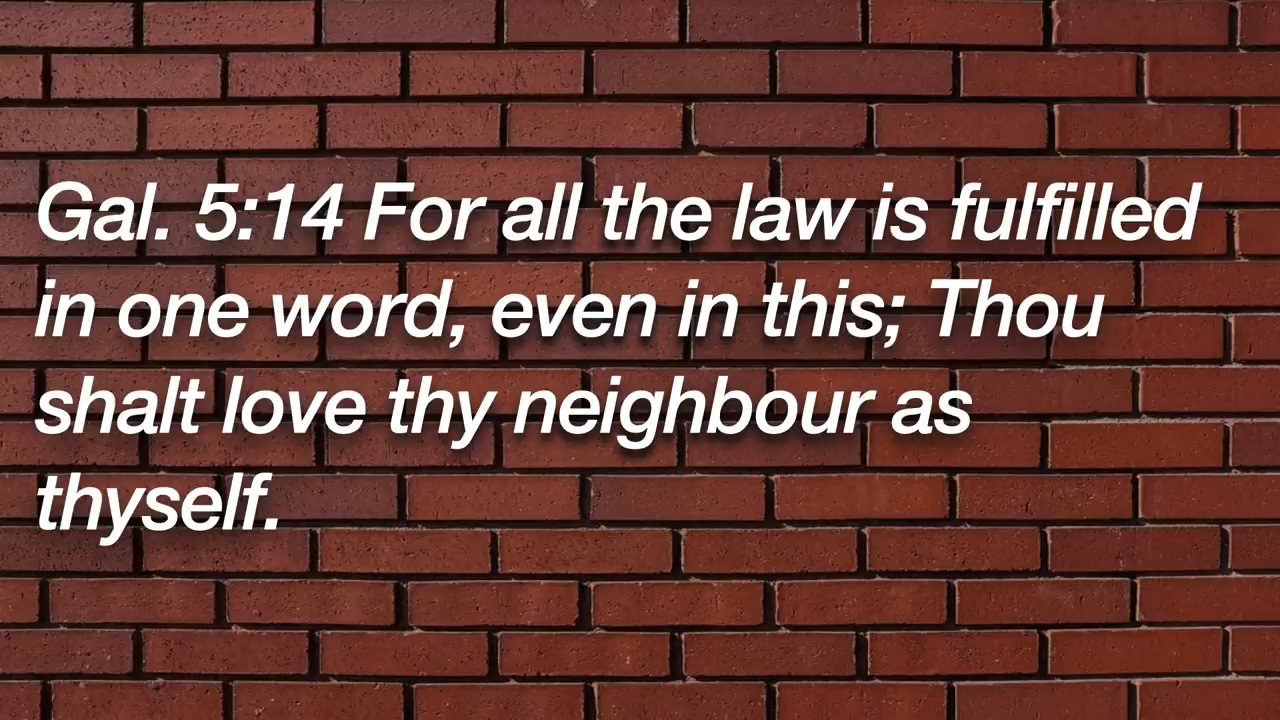 Gal. 5:14 For all the law is fulfilled
in one word, even in this; Thou
shalt love thy neighbour as
thyself.